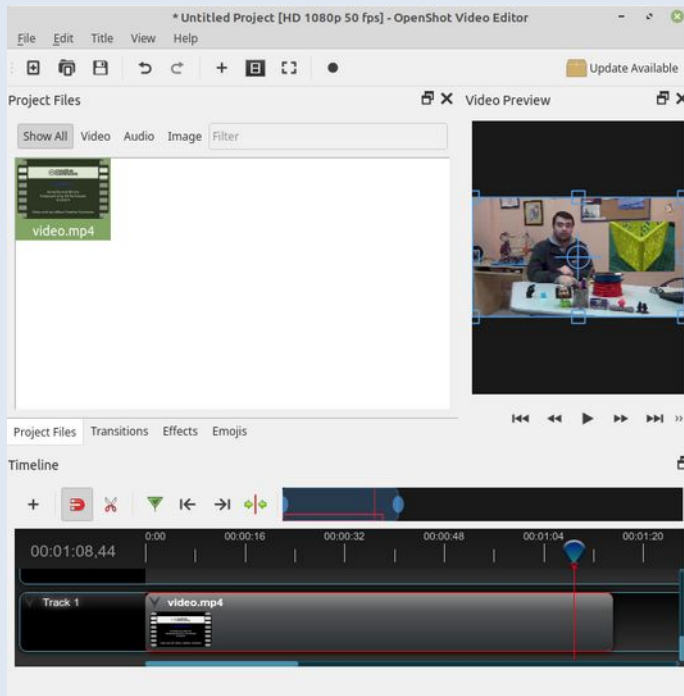 * Untitled Project [HD 1080p 50 fps] - OpenShot Video Editor
File Edit Title View Help
Update Available
Project Files
Video Preview
Show All Video Audio Image Filter
video.mp4
Project Files Transitions Effects Emojis
Timeline
00:01:08,44
0:00 00:00:16 00:00:32 00:00:48 00:01:04 00:01:20
Track 1
video.mp4